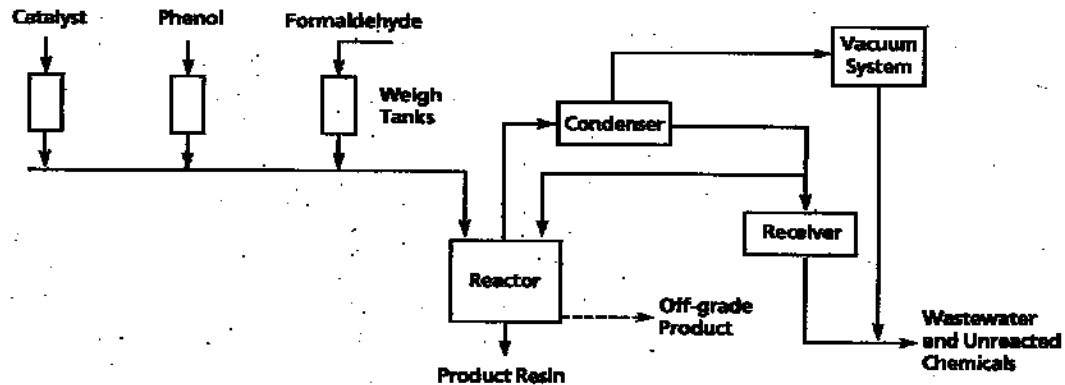 Catalyst
Phenol
Formaldehyde
Weigh
Tanks
Vacuum
System
Condenser
Receiver
Reactor
Off-grade
Product
Wastewater
and Unreacted
Chemicals
Product Resin